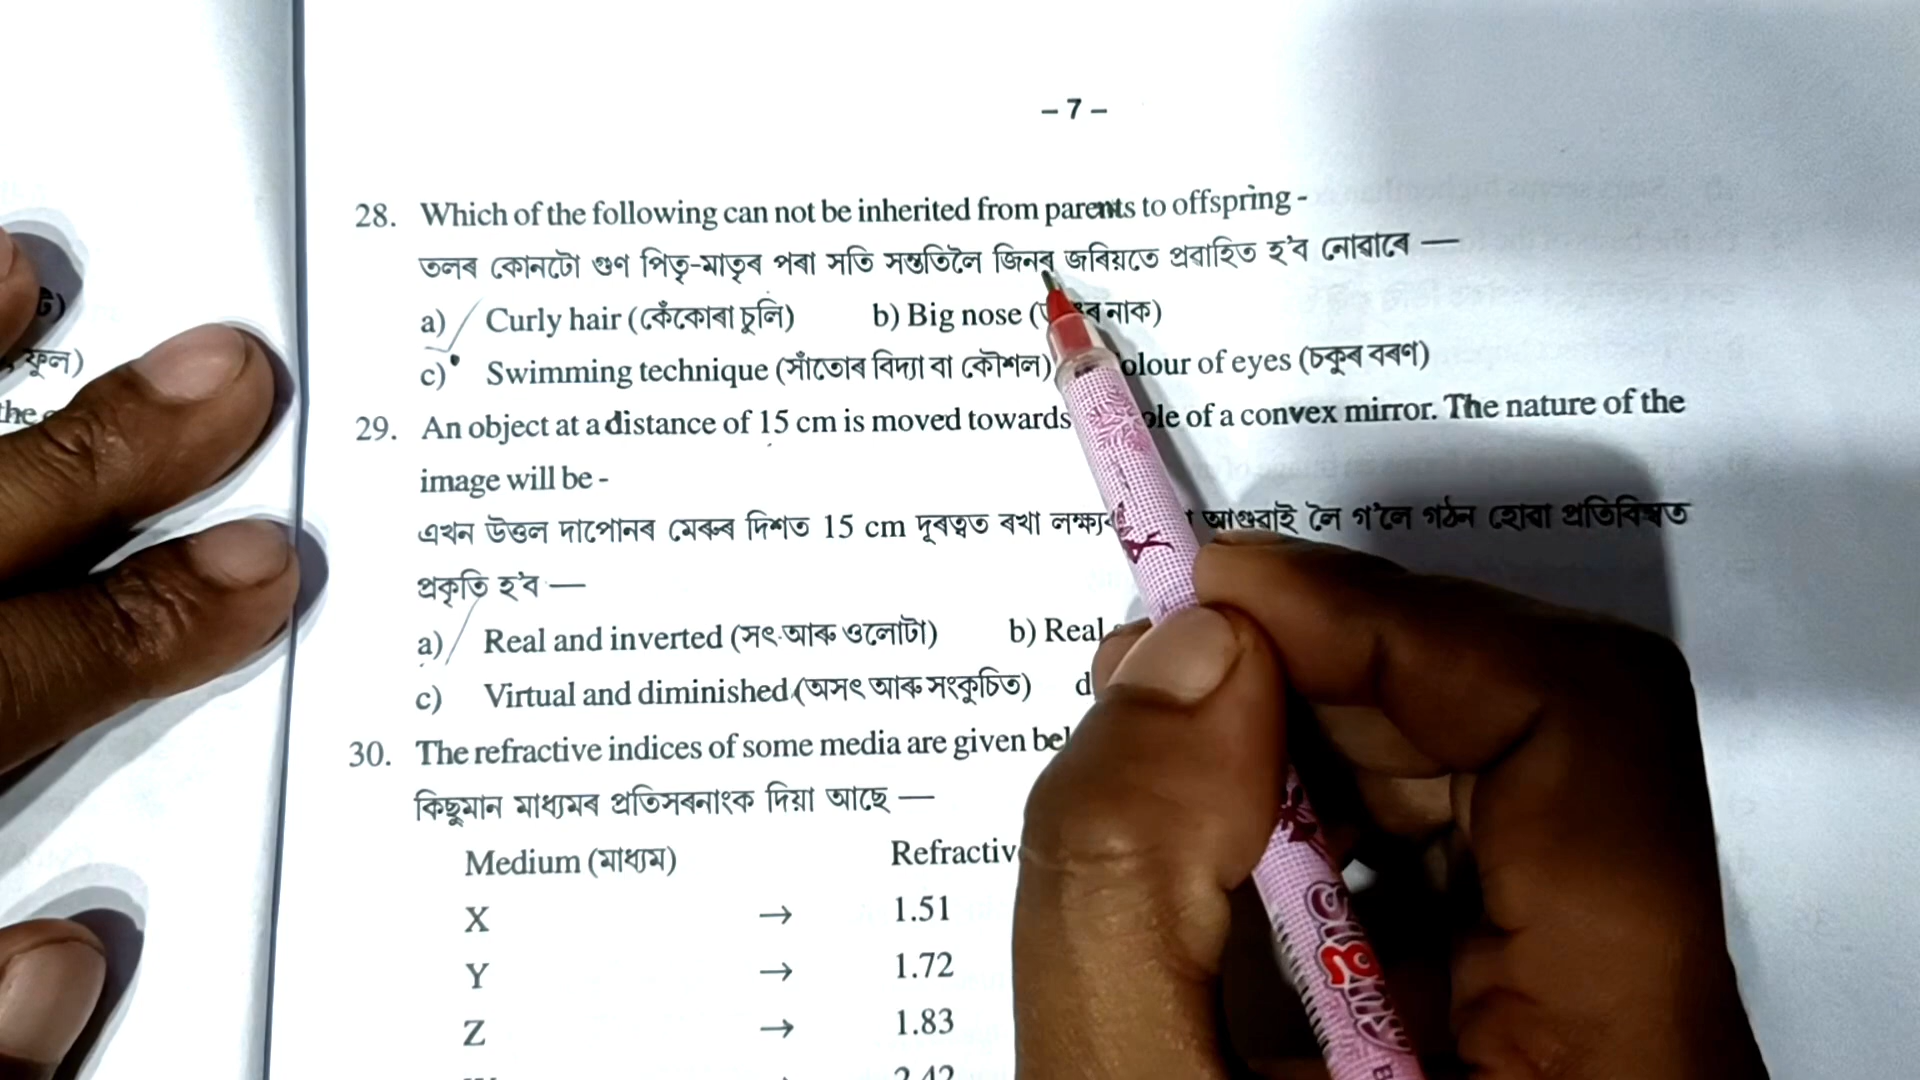 – 7 –
28. Which of the following can not be inherited from parents to offspring -
তলৰ কোনটো গুণ পিতৃ-মাতৃৰ পৰা সতি সন্ততিলৈ জিনৰ জৰিয়তে প্ৰবাহিত হ'ব নোৱাৰে —
a) Curly hair (কেঁকোৰা চুলি) b) Big nose ( নাক)
c) Swimming technique (সাঁতোৰ বিদ্যা বা কৌশল) olour of eyes (চকুৰ বৰণ)
the
ফুল)
29. An object at a distance of 15 cm is moved towards ole of a convex mirror. The nature of the
image will be -
এখন উত্তল দাপোনৰ মেৰুৰ দিশত 15 cm দূৰত্বত ৰখা লক্ষ্য আগুৱাই লৈ গ'লে গঠন হোৱা প্ৰতিবিম্বত
প্ৰকৃতি হ'ব —
a) Real and inverted (সৎ আৰু ওলোটা) b) Real
c) Virtual and diminished (অসৎ আৰু সংকুচিত) d
30. The refractive indices of some media are given bel
কিছুমান মাধ্যমৰ প্ৰতিসৰনাংক দিয়া আছে —
Medium (মাধ্যম) Refractiv
X → 1.51
Y → 1.72
Z → 1.83
2.42